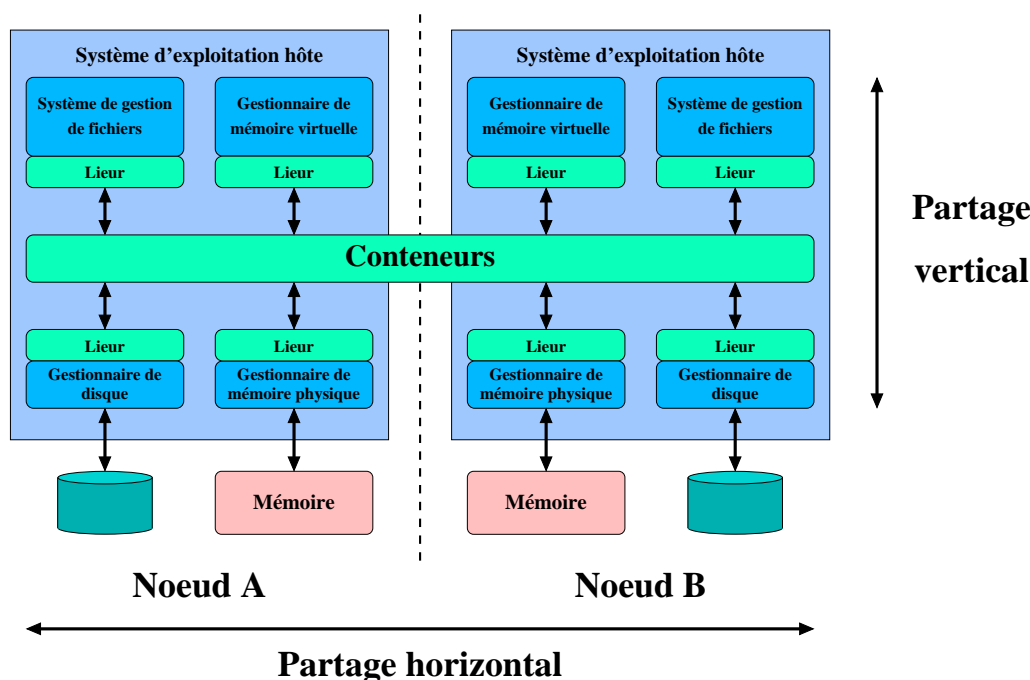 Système d'exploitation hôte
Système d'exploitation hôte
Système de gestion
de fichiers
Gestionnaire de
mémoire virtuelle
Gestionnaire de
mémoire virtuelle
Système de gestion
de fichiers
Lieur
Lieur
Lieur
Lieur
Partage
vertical
Conteneurs
Lieur
Lieur
Lieur
Lieur
Gestionnaire de
disque
Gestionnaire de
mémoire physique
Gestionnaire de
mémoire physique
Gestionnaire de
disque
Mémoire
Mémoire
Noeud A
Noeud B
Partage horizontal